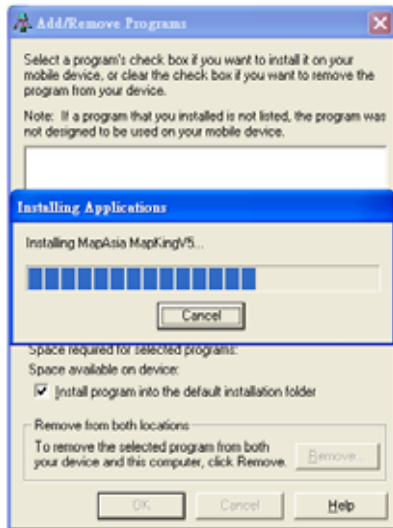 Add/Remove Programs
Select a program's check box if you want to install it on your
mobile device, or clear the check box if you want to remove the
program from your device.
Note: If a program that you installed is not listed, the program was
not designed to be used on your mobile device.
Installing Applications
Installing MapAsia MapKingV5...
Cancel
Space required for selected programs:
Space available on device:
Install program into the default installation folder
Remove from both locations
To remove the selected program from both
your device and this computer, click Remove.
Remove...
OK
Cancel
Help